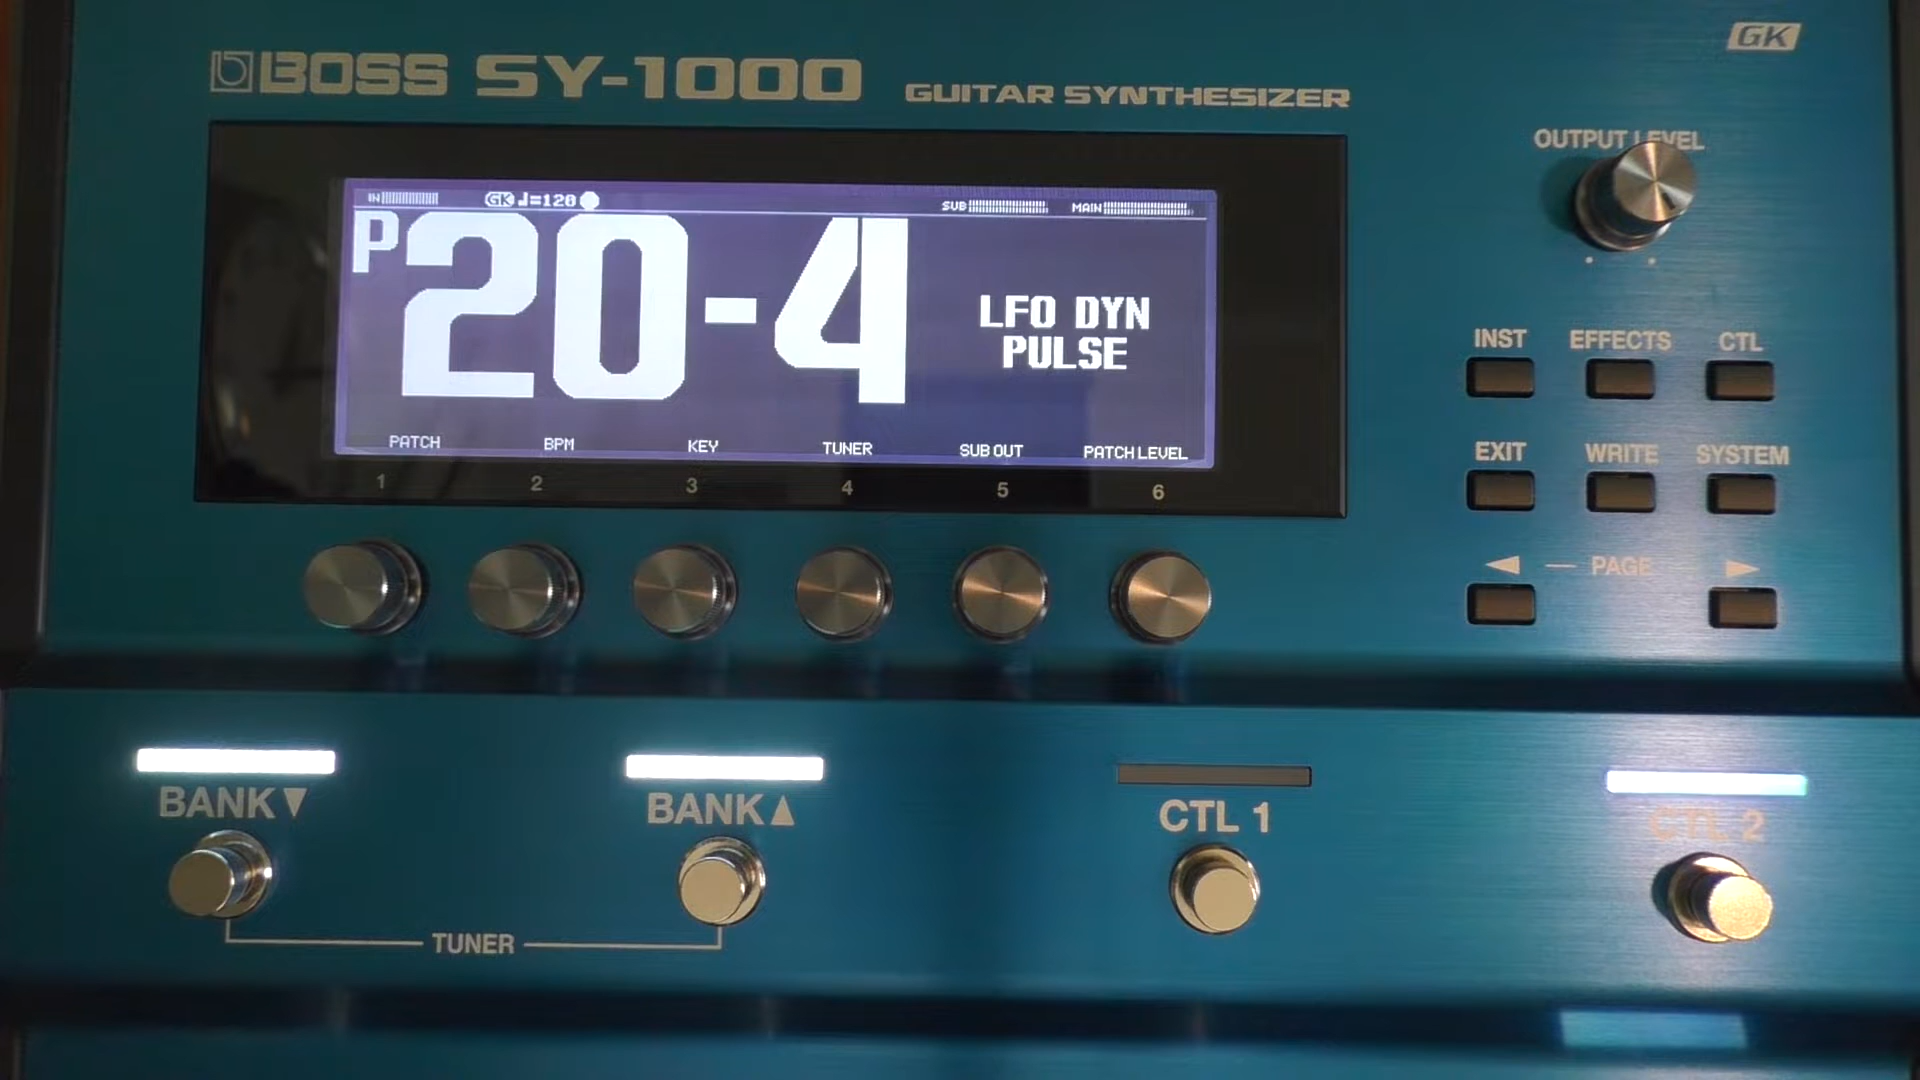 GK
BOSS SY-1000 GUITAR SYNTHESIZER
OUTPUT LEVEL
IN GK ♩=120 SUB MAIN
P20-4
LFO DYN
PULSE
PATCH BPM KEY TUNER SUB OUT PATCH LEVEL
1 2 3 4 5 6
INST EFFECTS CTL
EXIT WRITE SYSTEM
◀ — PAGE ▶
BANK▼ BANK▲ CTL 1 CTL 2
TUNER